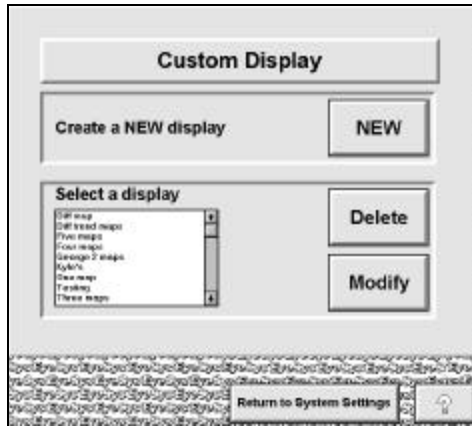 Custom Display
Create a NEW display
NEW
Select a display
Diff map
Diff trend maps
Five maps
Four maps
George 2 maps
Kyle's
One map
Testing
Three maps
Delete
Modify
Return to System Settings